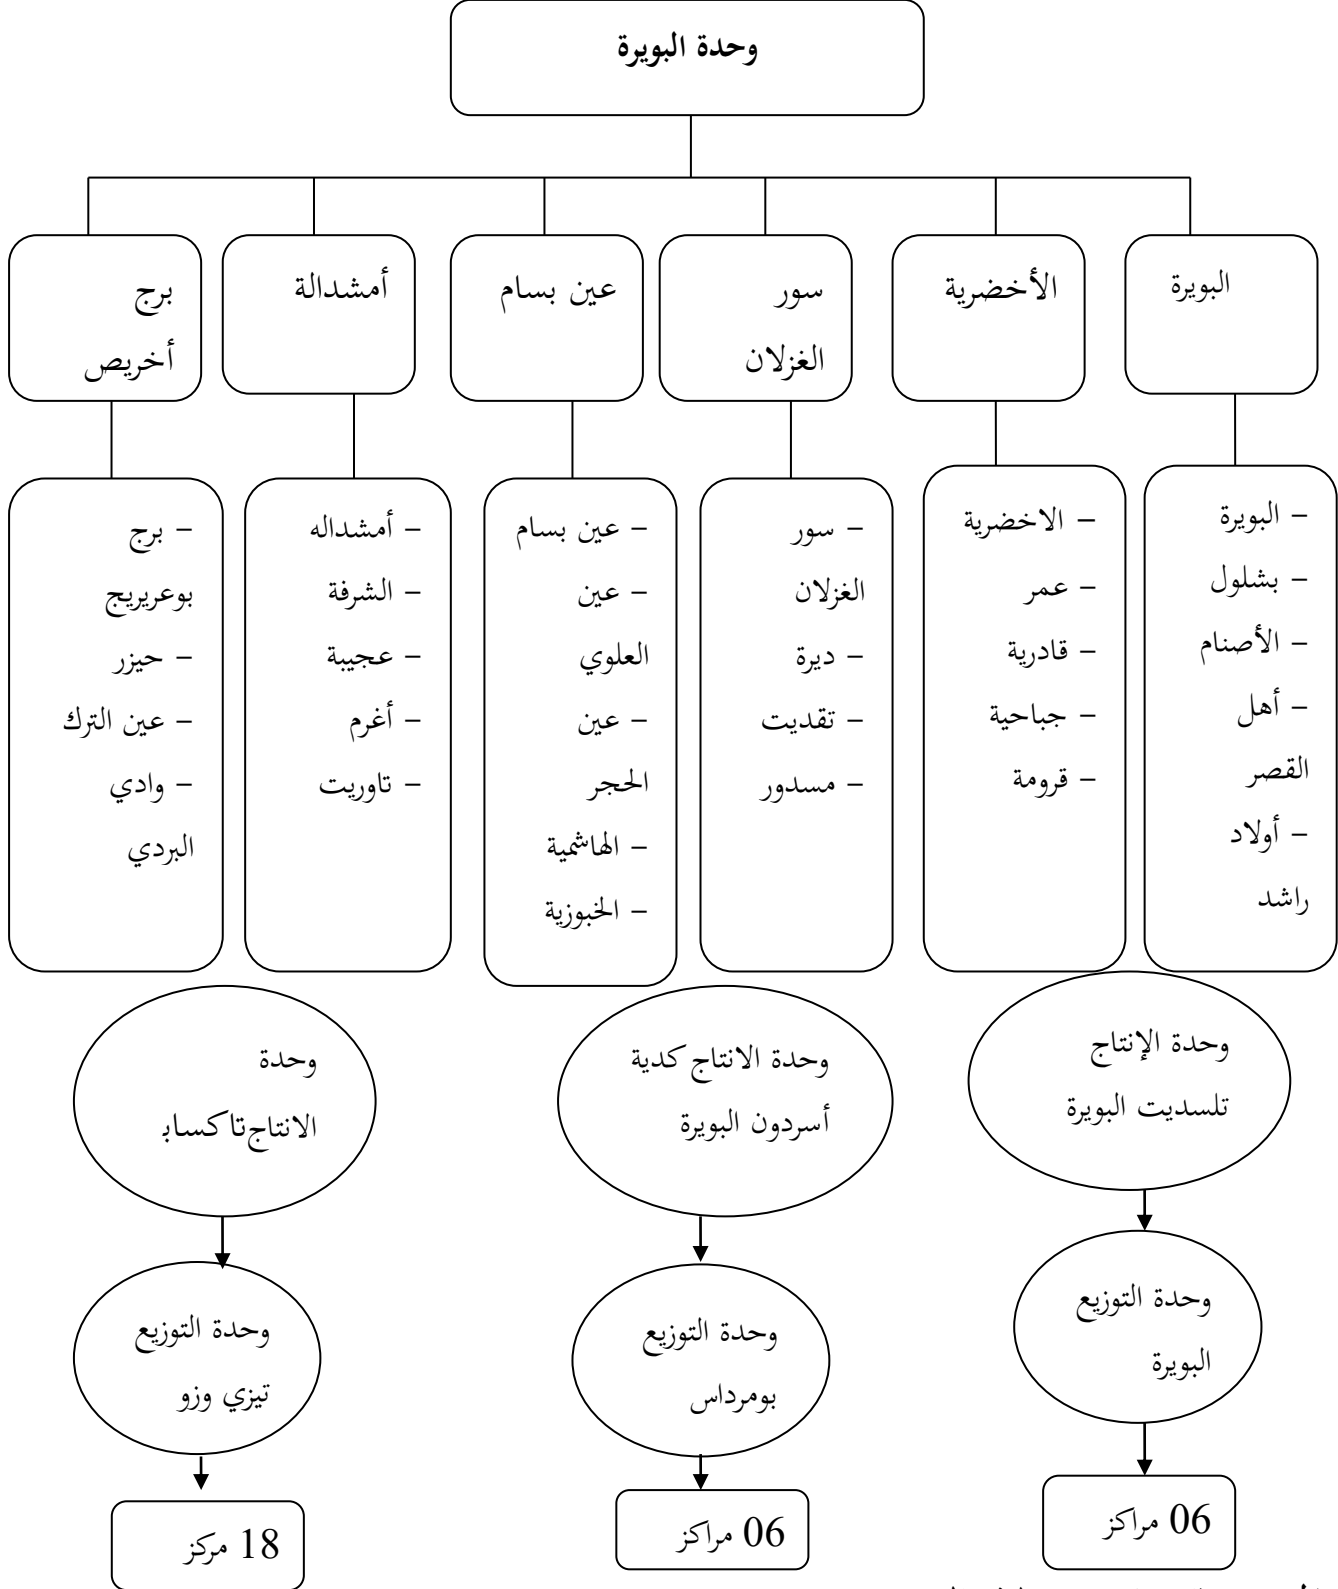 وحدة البويرة
البويرة
الأخضرية
سور
الغزلان
عين بسام
أمشدالة
برج
أخريص
– البويرة
– بشلول
– الأصنام
– أهل
القصر
– أولاد
راشد
– الاخضرية
– عمر
– قادرية
– جباحية
– قرومة
– سور
الغزلان
– ديرة
– تقديت
– مسدور
– عين بسام
– عين
العلوي
– عين
الحجر
– الهاشمية
– الخبوزية
– أمشداله
– الشرفة
– عجيبة
– أغرم
– تاوريت
– برج
بوعريريج
– حيزر
– عين الترك
– وادي
البردي
وحدة الإنتاج
تلسديت البويرة
وحدة الانتاج كدية
أسردون البويرة
وحدة
الانتاج تاكساب
وحدة التوزيع
البويرة
وحدة التوزيع
بومرداس
وحدة التوزيع
تيزي وزو
06 مراكز
06 مراكز
18 مركز